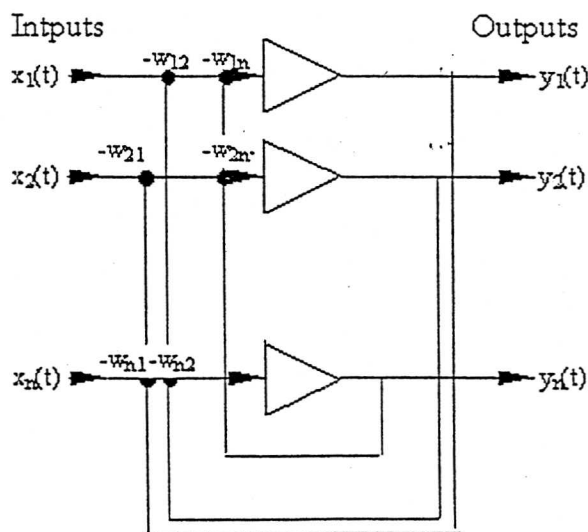 Intputs Outputs
-w12 -w1n
x1(t) y1(t)
-w21 -w2n
x2(t) y2(t)
-wn1 -wn2
xn(t) yn(t)